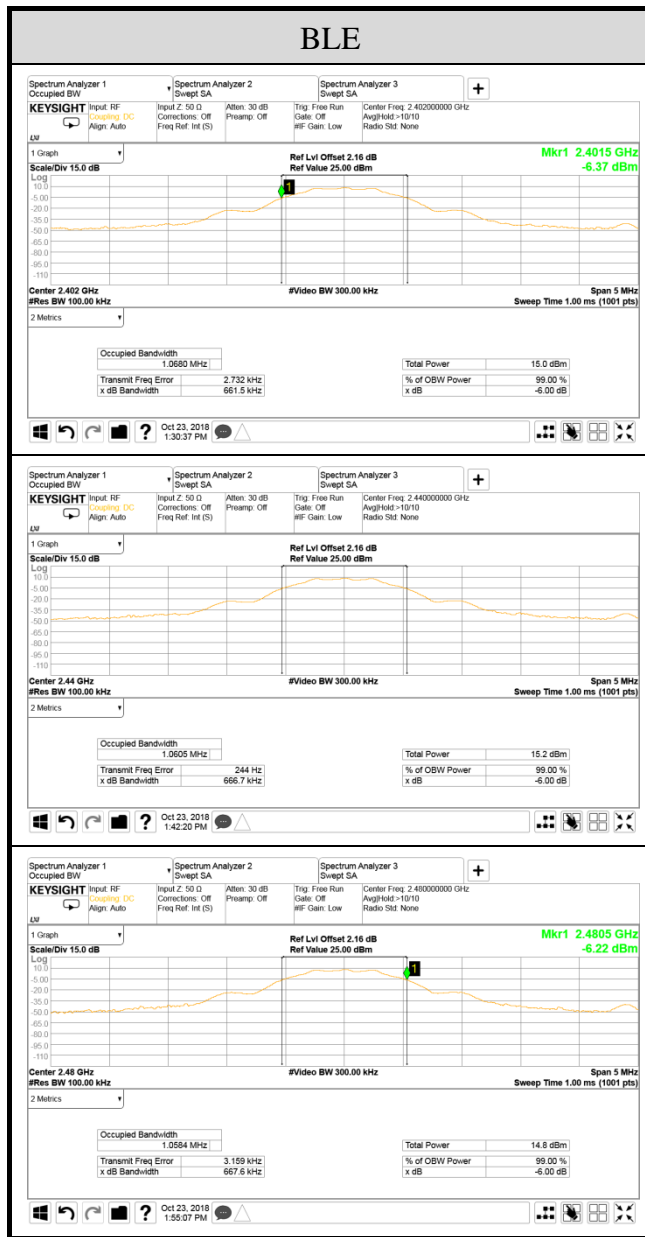 BLE
Spectrum Analyzer 1 Spectrum Analyzer 2 Spectrum Analyzer 3 +
Occupied BW Swept SA Swept SA
KEYSIGHT Input: RF Input Z: 50 Ω Atten: 30 dB Trig: Free Run Center Freq: 2.402000000 GHz
Coupling: DC Corrections: Off Preamp: Off Gate: Off Avg|Hold:>10/10
Align: Auto Freq Ref: Int (S) #IF Gain: Low Radio Std: None
LXI
1 Graph Ref Lvl Offset 2.16 dB Mkr1 2.4015 GHz
Scale/Div 15.0 dB Ref Value 25.00 dBm -6.37 dBm
Log
10.0
1
-5.00
-20.0
-35.0
-50.0
-65.0
-80.0
-95.0
-110
Center 2.402 GHz #Video BW 300.00 kHz Span 5 MHz
#Res BW 100.00 kHz Sweep Time 1.00 ms (1001 pts)
2 Metrics
Occupied Bandwidth
1.0680 MHz Total Power 15.0 dBm
Transmit Freq Error 2.732 kHz % of OBW Power 99.00 %
x dB Bandwidth 661.5 kHz x dB -6.00 dB
? Oct 23, 2018
1:30:37 PM
Spectrum Analyzer 1 Spectrum Analyzer 2 Spectrum Analyzer 3 +
Occupied BW Swept SA Swept SA
KEYSIGHT Input: RF Input Z: 50 Ω Atten: 30 dB Trig: Free Run Center Freq: 2.440000000 GHz
Coupling: DC Corrections: Off Preamp: Off Gate: Off Avg|Hold:>10/10
Align: Auto Freq Ref: Int (S) #IF Gain: Low Radio Std: None
LXI
1 Graph Ref Lvl Offset 2.16 dB
Scale/Div 15.0 dB Ref Value 25.00 dBm
Log
10.0
-5.00
-20.0
-35.0
-50.0
-65.0
-80.0
-95.0
-110
Center 2.44 GHz #Video BW 300.00 kHz Span 5 MHz
#Res BW 100.00 kHz Sweep Time 1.00 ms (1001 pts)
2 Metrics
Occupied Bandwidth
1.0605 MHz Total Power 15.2 dBm
Transmit Freq Error 244 Hz % of OBW Power 99.00 %
x dB Bandwidth 666.7 kHz x dB -6.00 dB
? Oct 23, 2018
1:42:20 PM
Spectrum Analyzer 1 Spectrum Analyzer 2 Spectrum Analyzer 3 +
Occupied BW Swept SA Swept SA
KEYSIGHT Input: RF Input Z: 50 Ω Atten: 30 dB Trig: Free Run Center Freq: 2.480000000 GHz
Coupling: DC Corrections: Off Preamp: Off Gate: Off Avg|Hold:>10/10
Align: Auto Freq Ref: Int (S) #IF Gain: Low Radio Std: None
LXI
1 Graph Ref Lvl Offset 2.16 dB Mkr1 2.4805 GHz
Scale/Div 15.0 dB Ref Value 25.00 dBm -6.22 dBm
Log
10.0
1
-5.00
-20.0
-35.0
-50.0
-65.0
-80.0
-95.0
-110
Center 2.48 GHz #Video BW 300.00 kHz Span 5 MHz
#Res BW 100.00 kHz Sweep Time 1.00 ms (1001 pts)
2 Metrics
Occupied Bandwidth
1.0584 MHz Total Power 14.8 dBm
Transmit Freq Error 3.159 kHz % of OBW Power 99.00 %
x dB Bandwidth 667.6 kHz x dB -6.00 dB
? Oct 23, 2018
1:55:07 PM